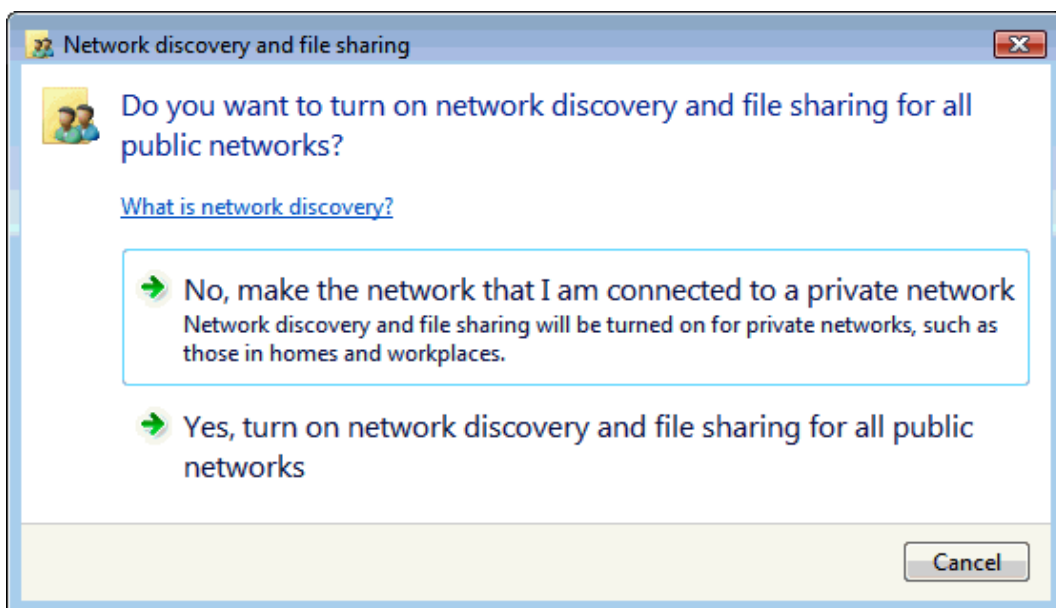 Network discovery and file sharing
Do you want to turn on network discovery and file sharing for all
public networks?
What is network discovery?
No, make the network that I am connected to a private network
Network discovery and file sharing will be turned on for private networks, such as
those in homes and workplaces.
Yes, turn on network discovery and file sharing for all public
networks
Cancel